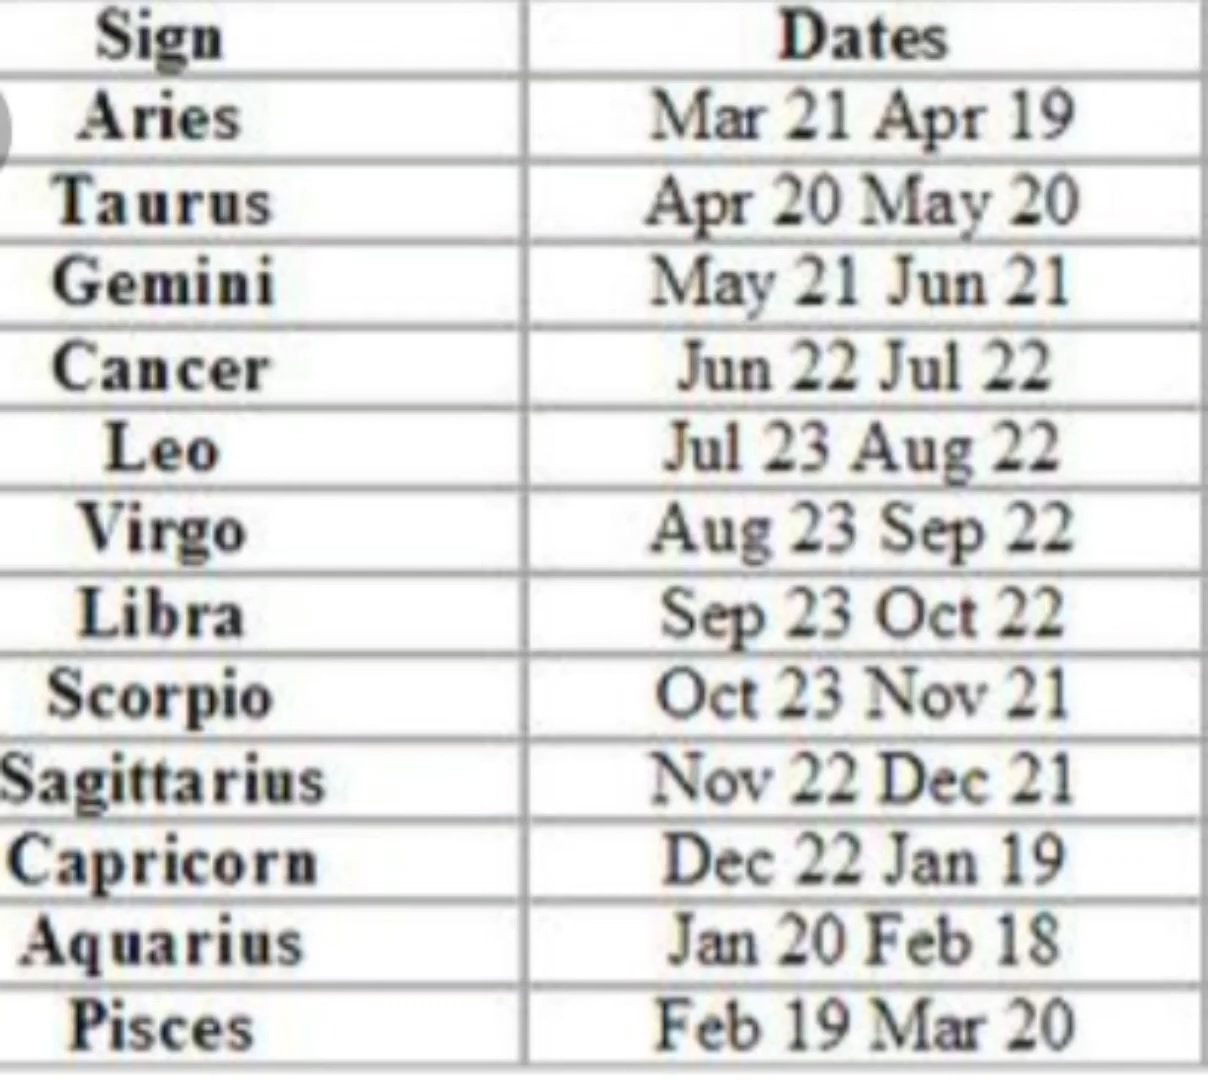 Sign Dates
Aries Mar 21 Apr 19
Taurus Apr 20 May 20
Gemini May 21 Jun 21
Cancer Jun 22 Jul 22
Leo Jul 23 Aug 22
Virgo Aug 23 Sep 22
Libra Sep 23 Oct 22
Scorpio Oct 23 Nov 21
Sagittarius Nov 22 Dec 21
Capricorn Dec 22 Jan 19
Aquarius Jan 20 Feb 18
Pisces Feb 19 Mar 20